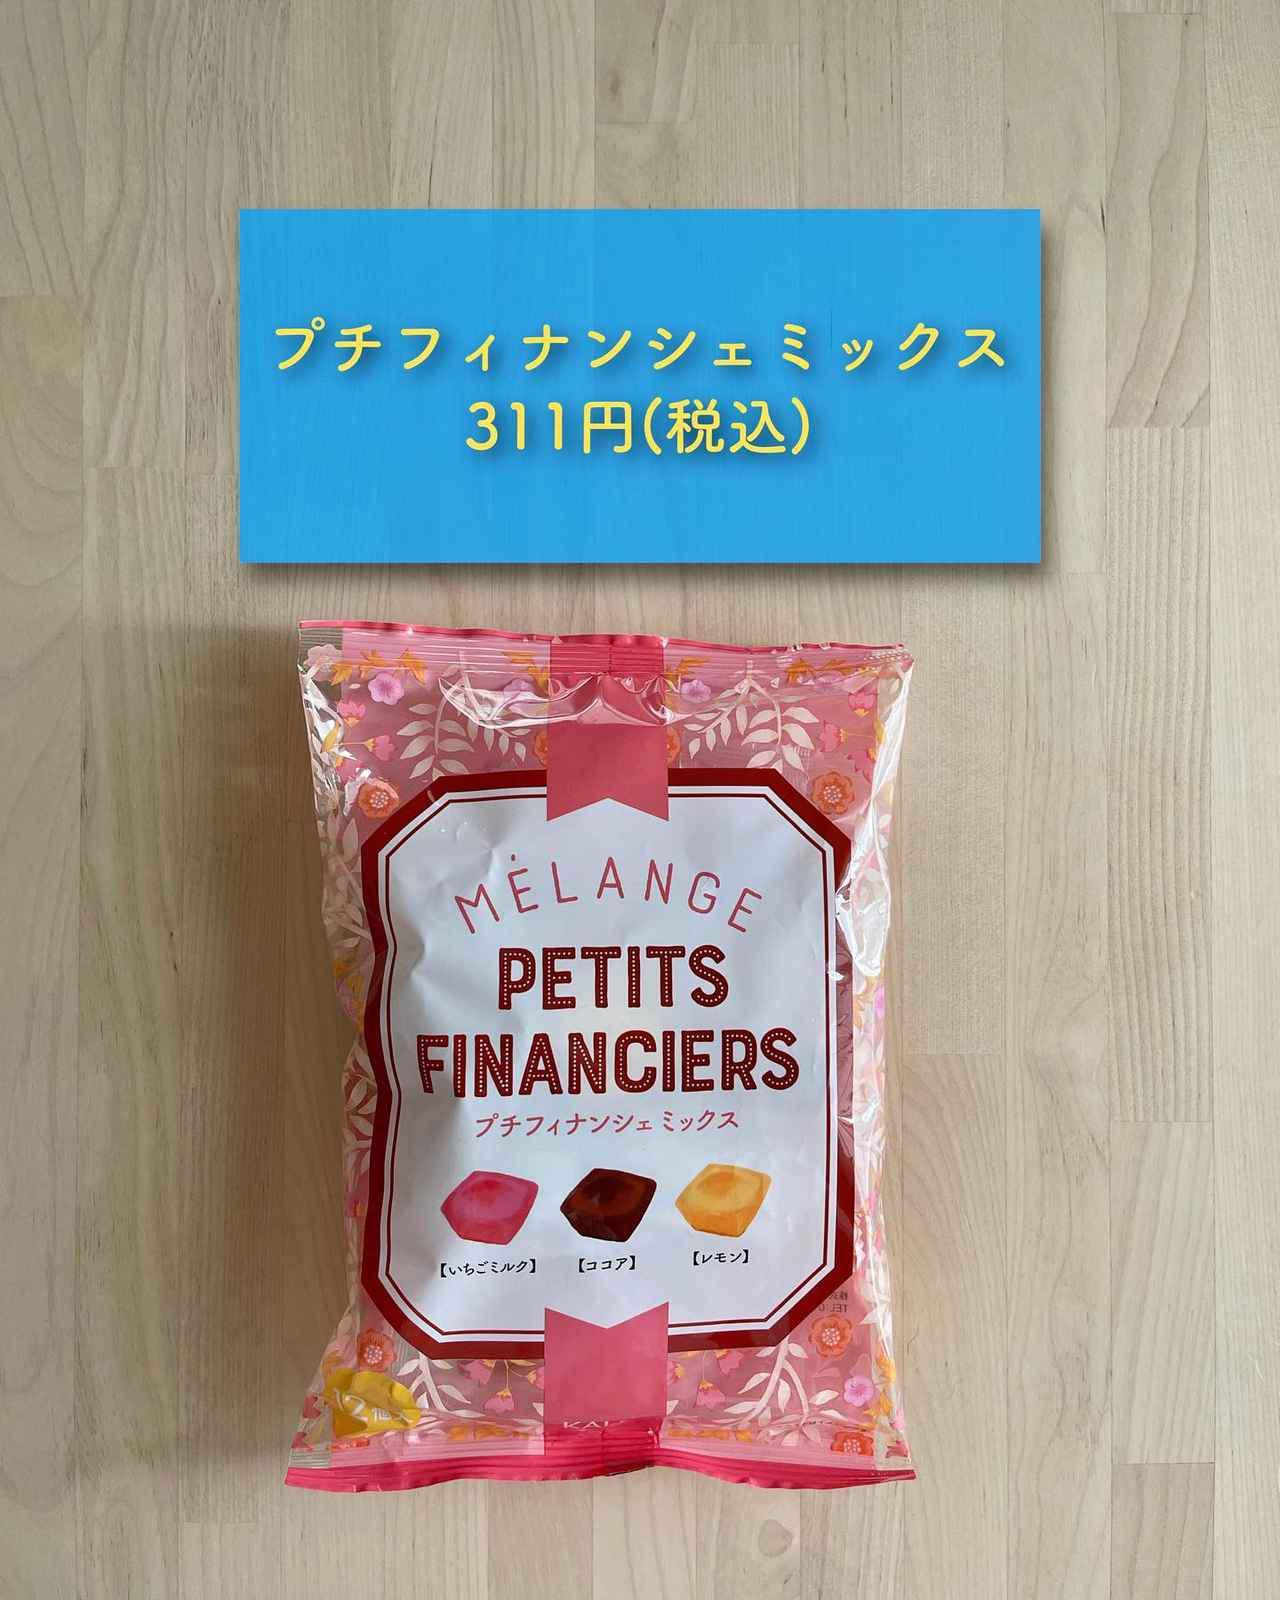 プチフィナンシェミックス
311円(税込)
MÉLANGE
PETITS
FINANCIERS
プチフィナンシェミックス
【いちごミルク】
【ココア】
【レモン】
TEL